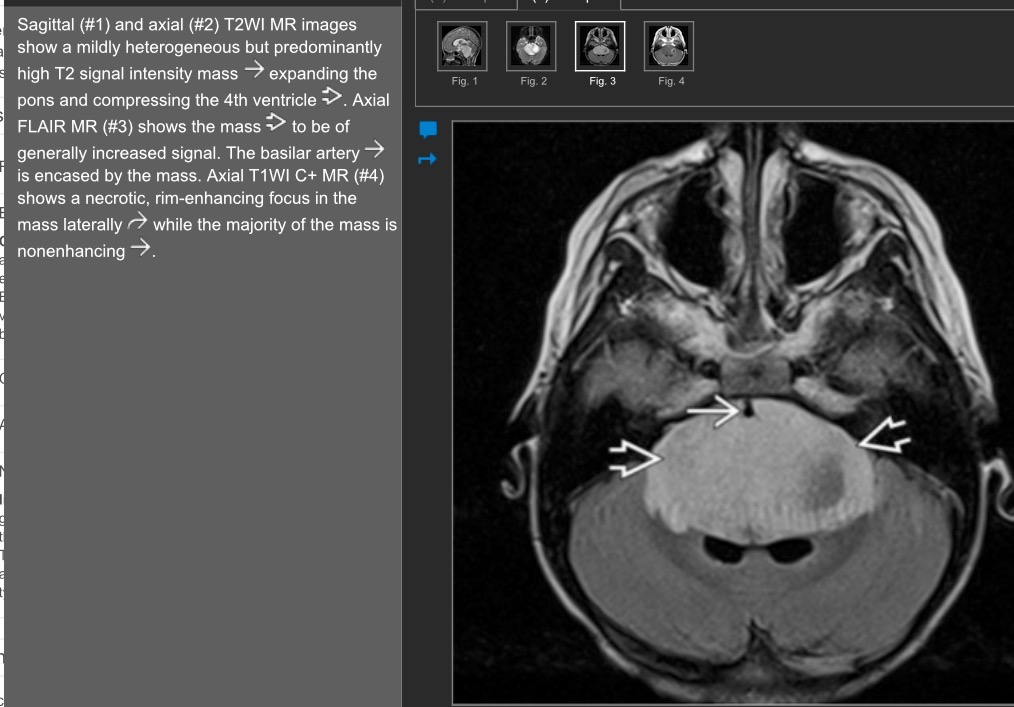 Sagittal (#1) and axial (#2) T2WI MR images
show a mildly heterogeneous but predominantly
high T2 signal intensity mass → expanding the
pons and compressing the 4th ventricle ⇨. Axial
FLAIR MR (#3) shows the mass ⇨ to be of
generally increased signal. The basilar artery →
is encased by the mass. Axial T1WI C+ MR (#4)
shows a necrotic, rim-enhancing focus in the
mass laterally ↷ while the majority of the mass is
nonenhancing →.
Fig. 1
Fig. 2
Fig. 3
Fig. 4